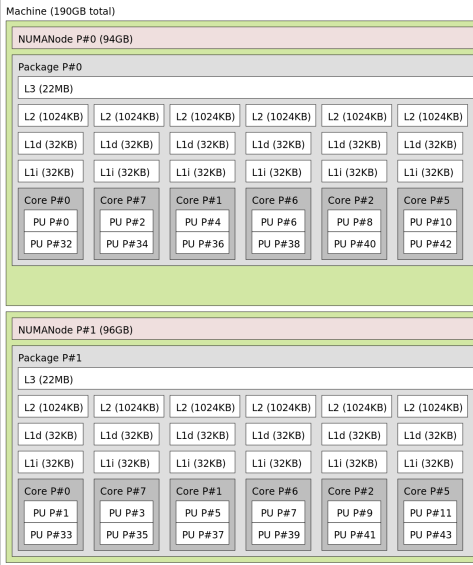 Machine (190GB total)
NUMANode P#0 (94GB)
Package P#0
L3 (22MB)
L2 (1024KB) L2 (1024KB) L2 (1024KB) L2 (1024KB) L2 (1024KB) L2 (1024KB)
L1d (32KB) L1d (32KB) L1d (32KB) L1d (32KB) L1d (32KB) L1d (32KB)
L1i (32KB) L1i (32KB) L1i (32KB) L1i (32KB) L1i (32KB) L1i (32KB)
Core P#0 Core P#7 Core P#1 Core P#6 Core P#2 Core P#5
PU P#0 PU P#2 PU P#4 PU P#6 PU P#8 PU P#10
PU P#32 PU P#34 PU P#36 PU P#38 PU P#40 PU P#42
NUMANode P#1 (96GB)
Package P#1
L3 (22MB)
L2 (1024KB) L2 (1024KB) L2 (1024KB) L2 (1024KB) L2 (1024KB) L2 (1024KB)
L1d (32KB) L1d (32KB) L1d (32KB) L1d (32KB) L1d (32KB) L1d (32KB)
L1i (32KB) L1i (32KB) L1i (32KB) L1i (32KB) L1i (32KB) L1i (32KB)
Core P#0 Core P#7 Core P#1 Core P#6 Core P#2 Core P#5
PU P#1 PU P#3 PU P#5 PU P#7 PU P#9 PU P#11
PU P#33 PU P#35 PU P#37 PU P#39 PU P#41 PU P#43